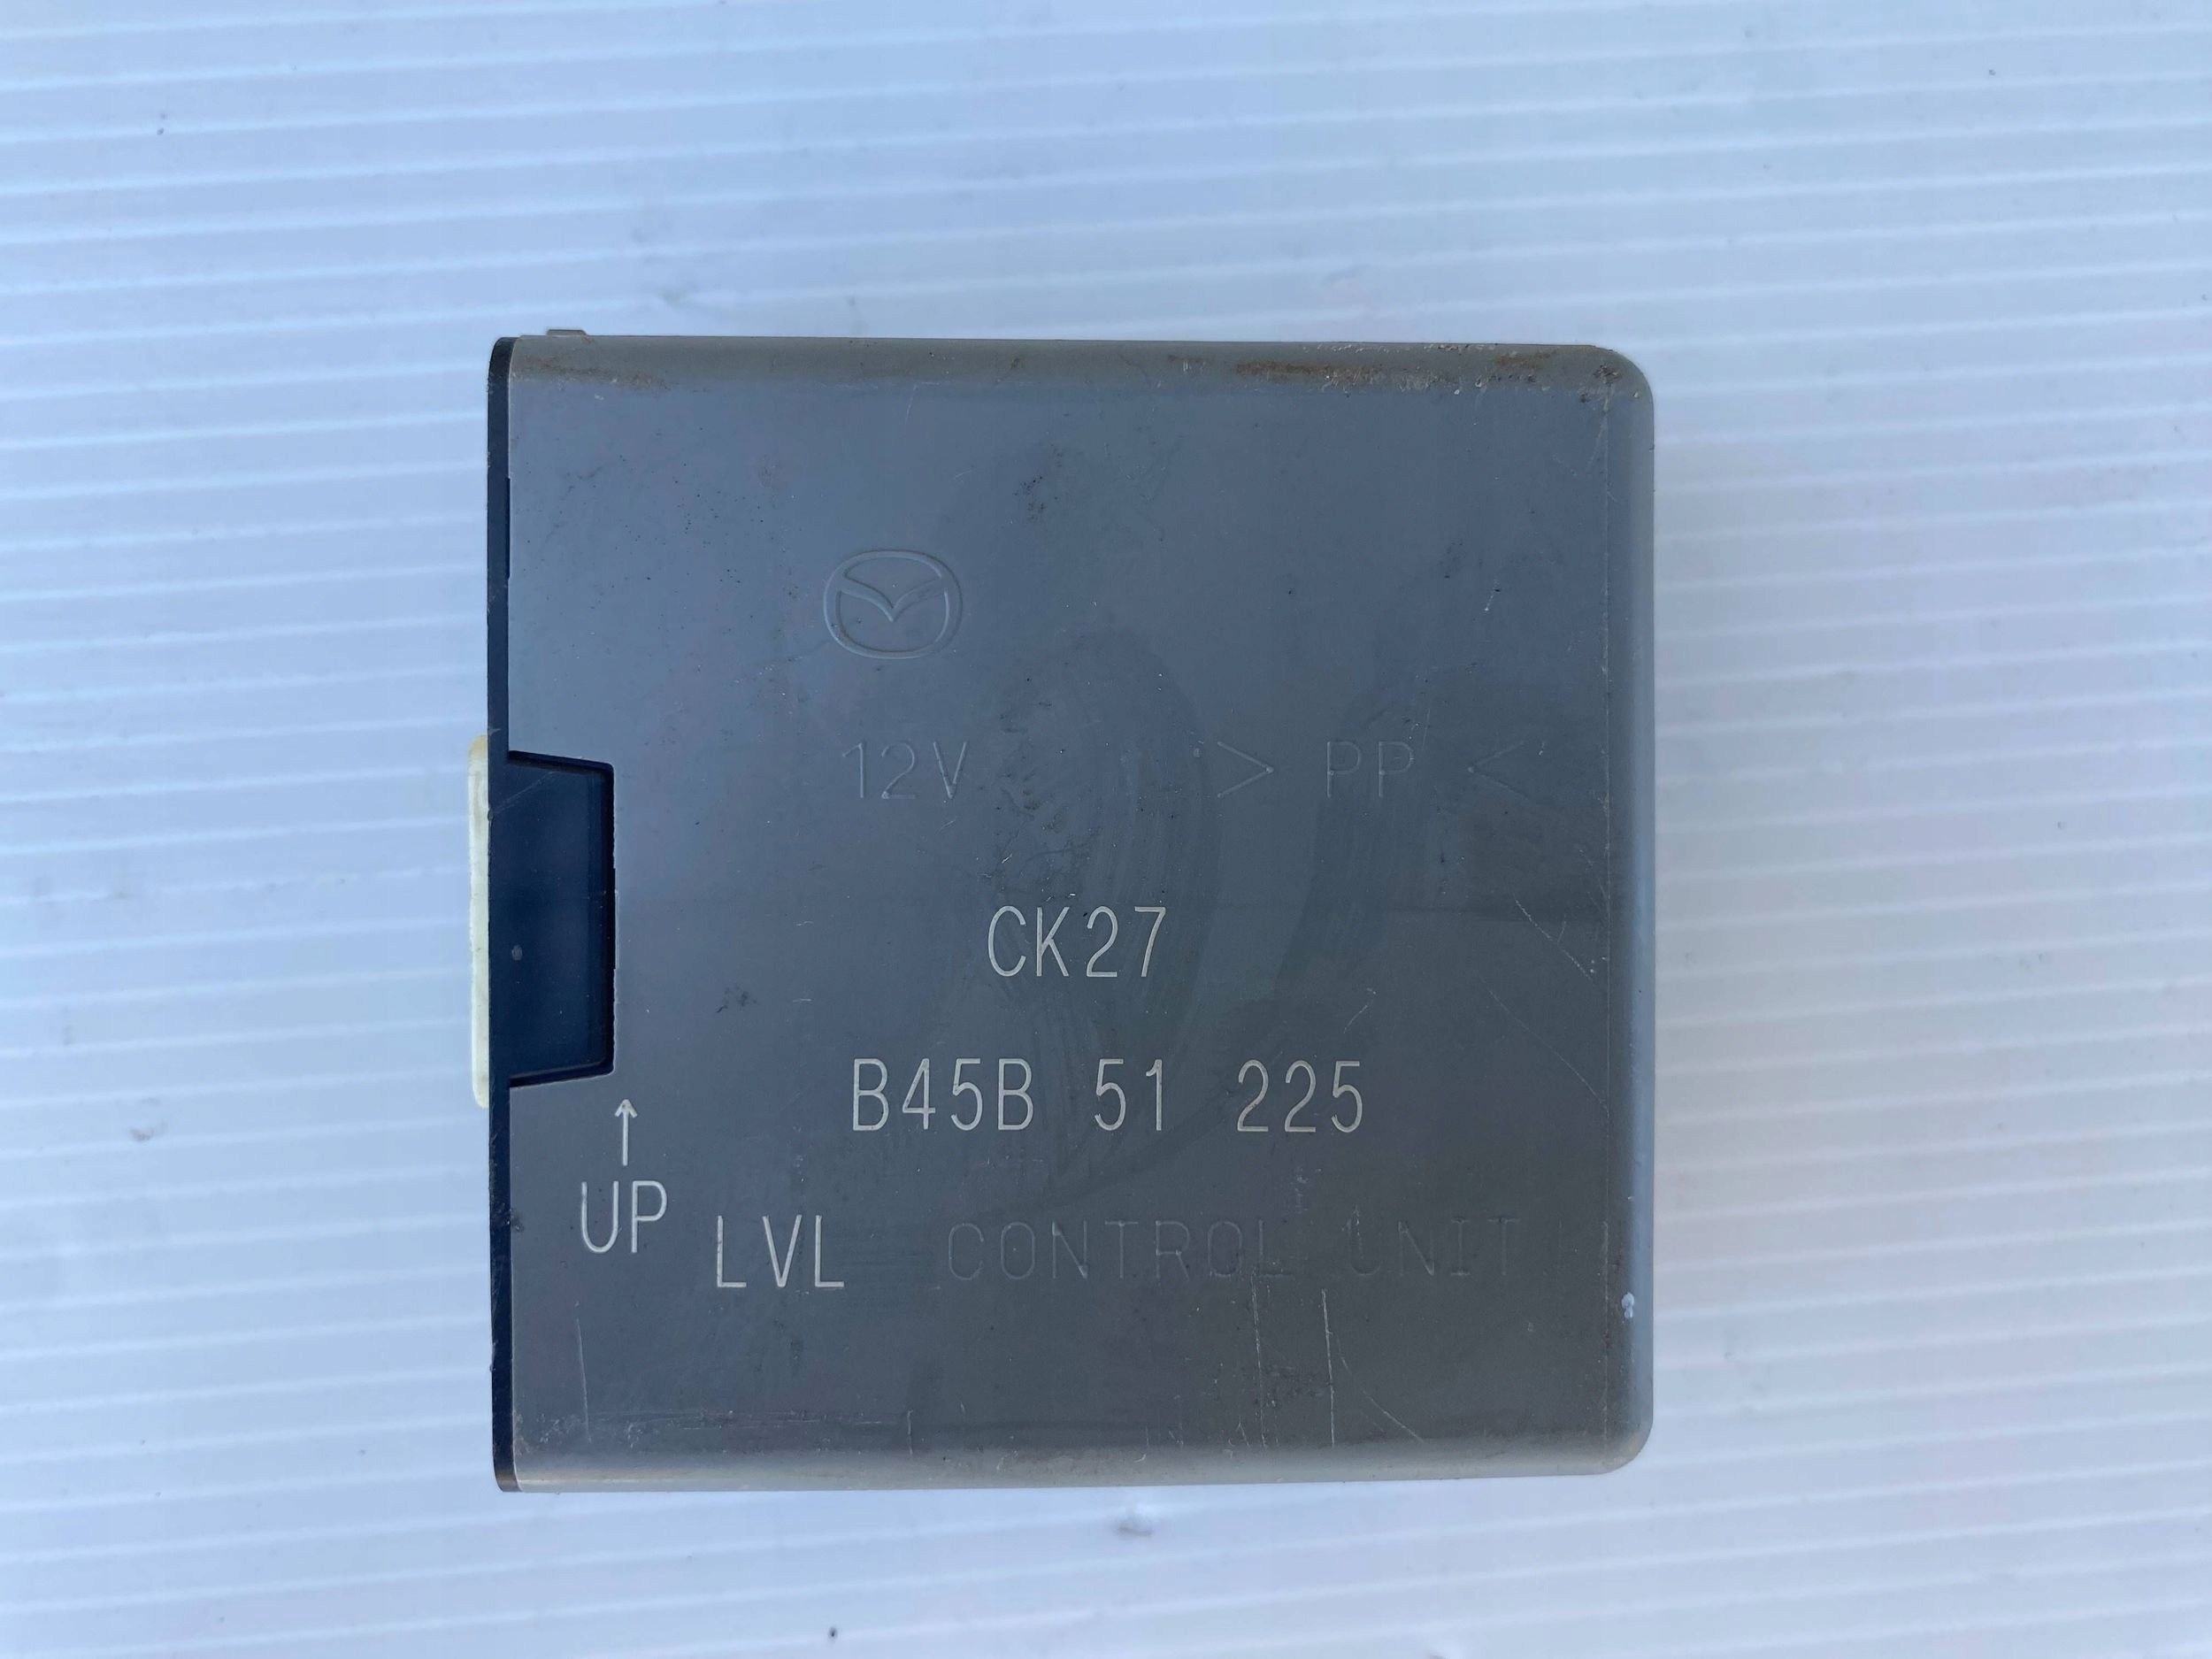 12V > PP <
CK27
B45B 51 225
↑
UP
LVL CONTROL UNIT